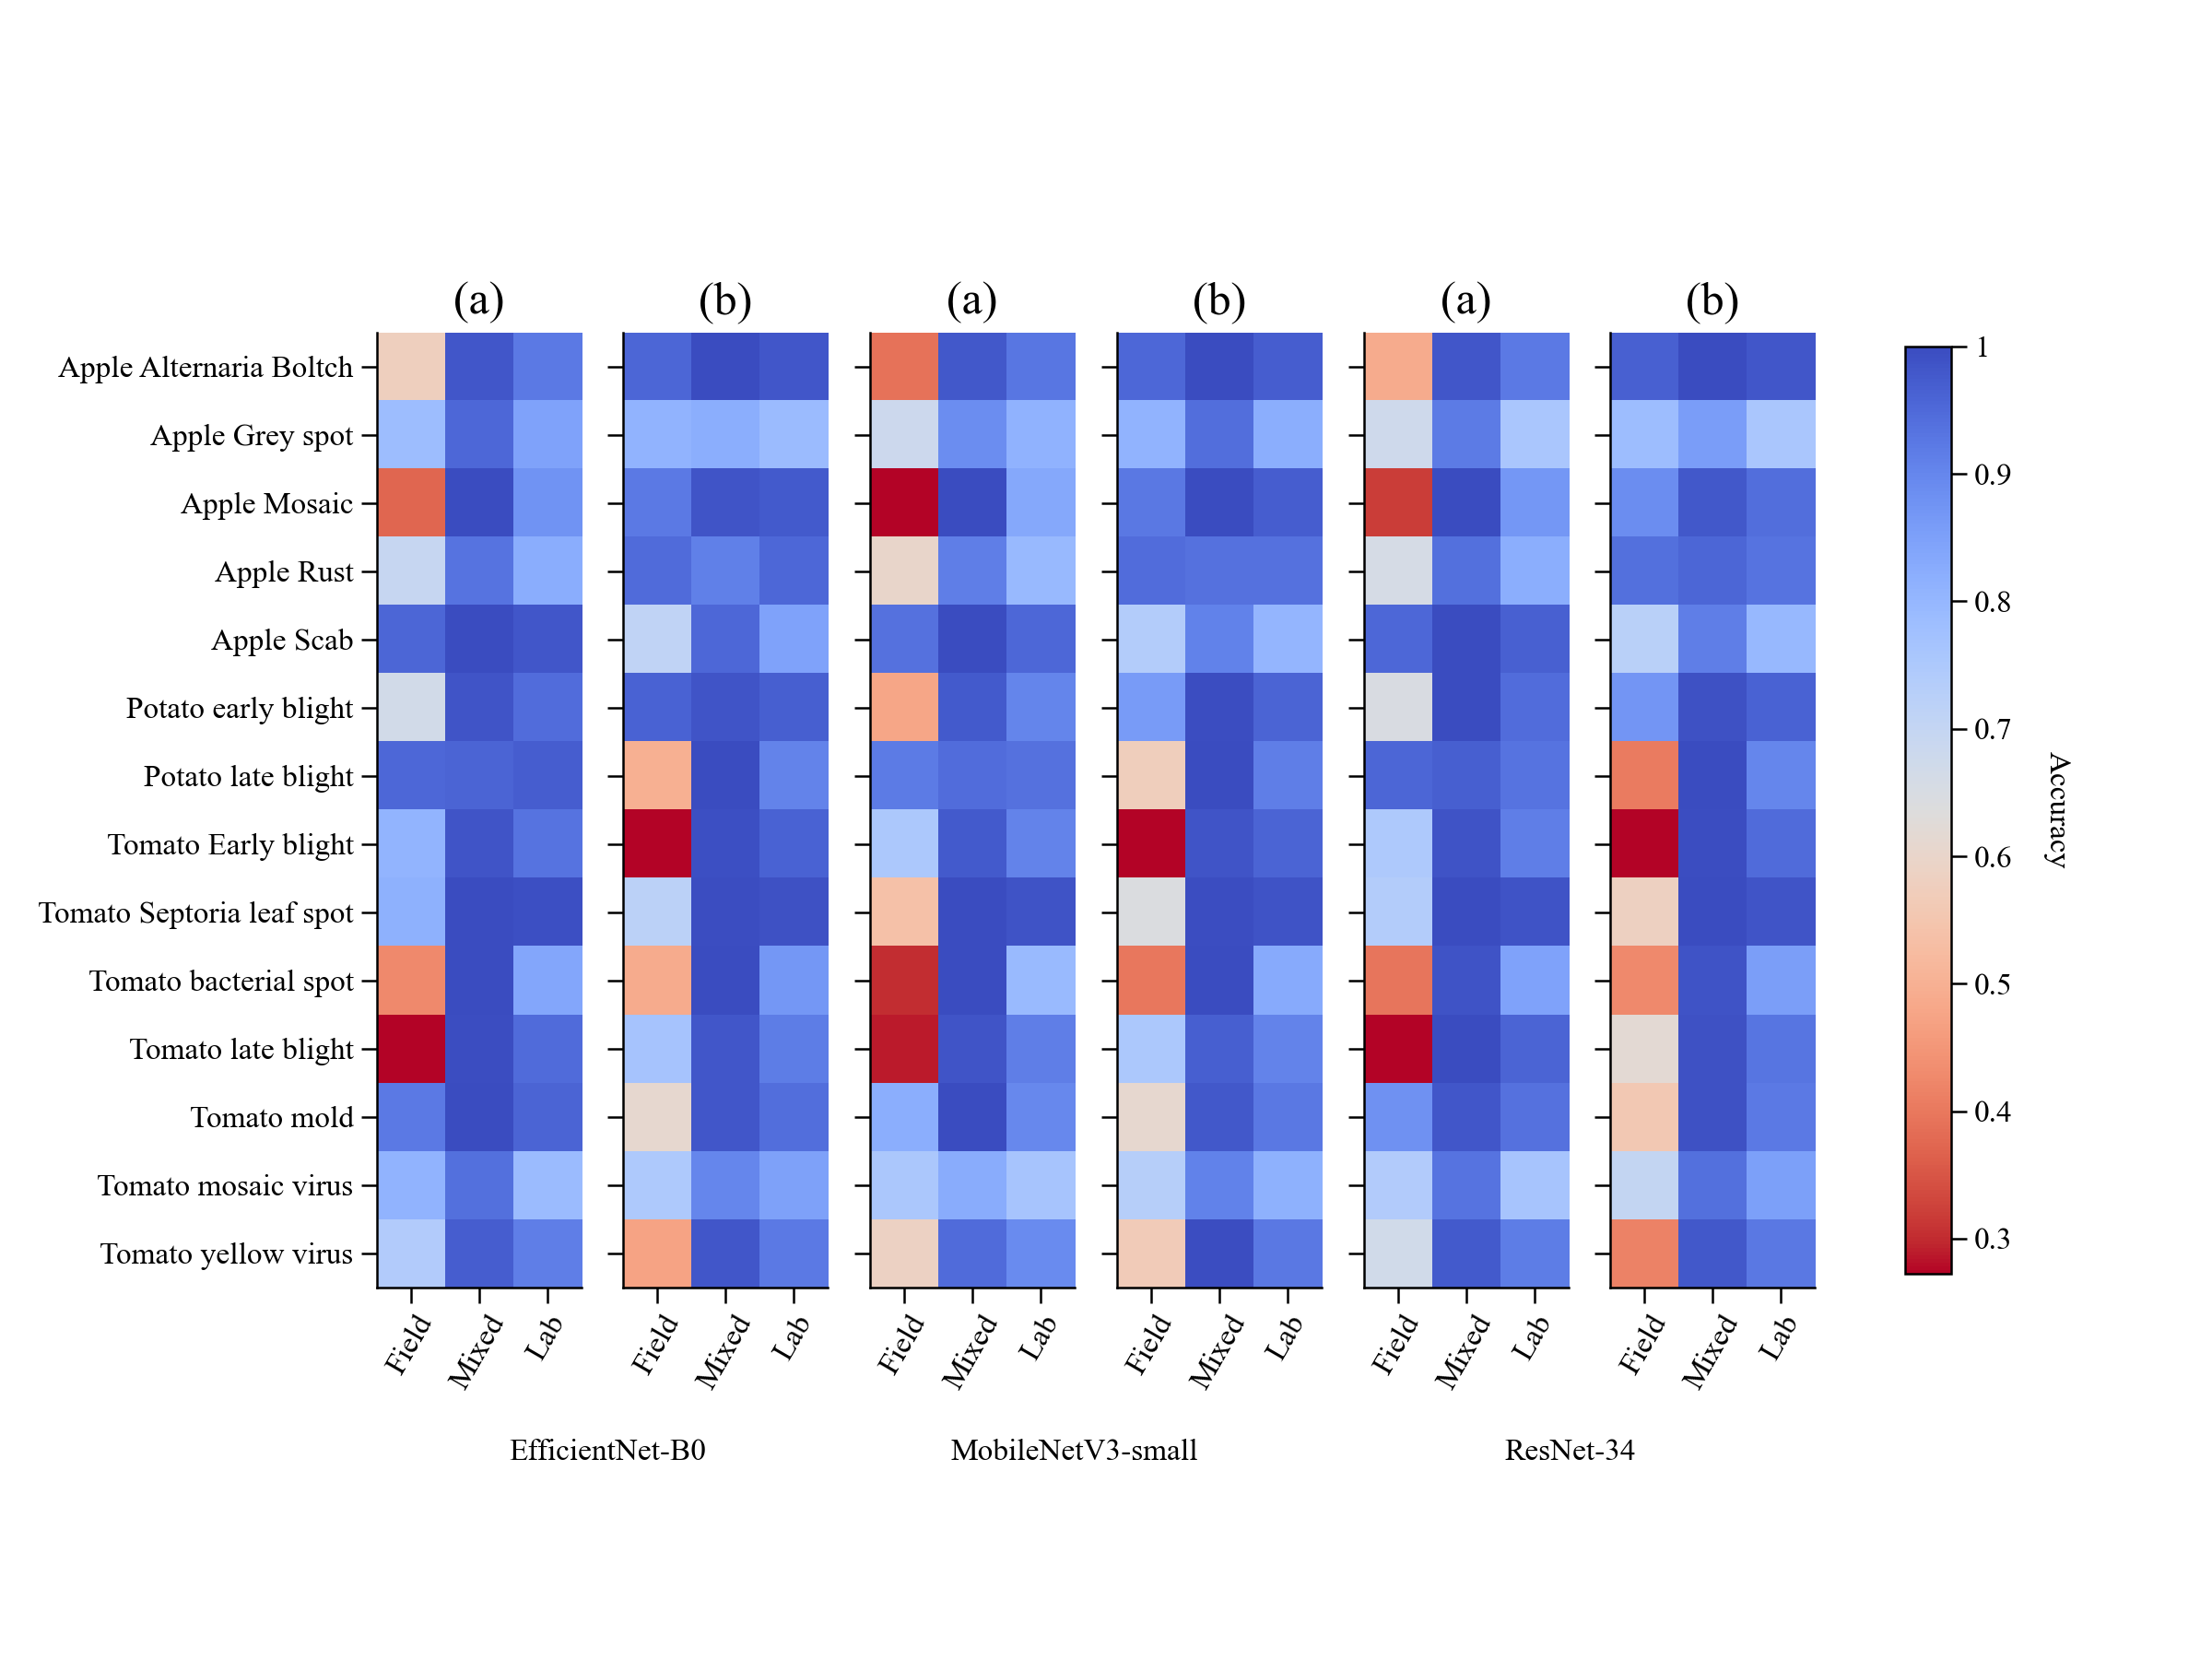 (a) (b) (a) (b) (a) (b)
Apple Alternaria Boltch
Apple Grey spot
Apple Mosaic
Apple Rust
Apple Scab
Potato early blight
Potato late blight
Tomato Early blight
Tomato Septoria leaf spot
Tomato bacterial spot
Tomato late blight
Tomato mold
Tomato mosaic virus
Tomato yellow virus
Field Mixed Lab Field Mixed Lab Field Mixed Lab Field Mixed Lab Field Mixed Lab Field Mixed Lab
EfficientNet-B0 MobileNetV3-small ResNet-34
1
0.9
0.8
0.7
0.6
0.5
0.4
0.3
Accuracy